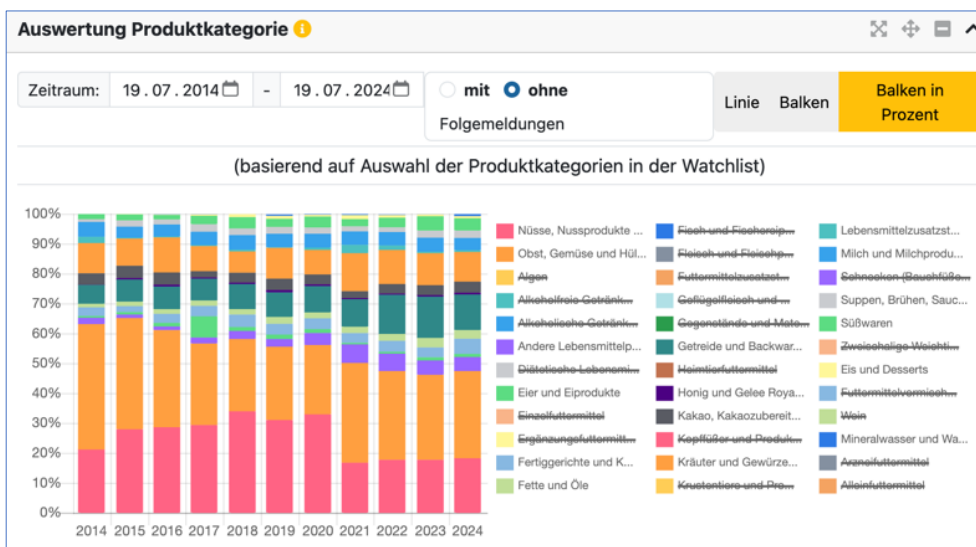 Auswertung Produktkategorie
Zeitraum: 19.07.2014 - 19.07.2024 mit ohne Folgemeldungen Linie Balken Balken in Prozent
(basierend auf Auswahl der Produktkategorien in der Watchlist)
100%
90%
80%
70%
60%
50%
40%
30%
20%
10%
0%
2014 2015 2016 2017 2018 2019 2020 2021 2022 2023 2024
Nüsse, Nussprodukte ...
Obst, Gemüse und Hül...
Algen
Alkoholfreie Getränk...
Alkoholische Getränk...
Andere Lebensmittelp...
Diätetische Lebensmi...
Eier und Eiprodukte
Einzelfuttermittel
Ergänzungsfuttermitt...
Fertiggerichte und K...
Fette und Öle
Fisch und Fischerzip...
Fleisch und Fleischp...
Futtermittelzusatzst...
Geflügelfleisch und ...
Gegenstände und Mate...
Getreide und Backwar...
Heimtierfuttermittel
Honig und Gelee Roya...
Kakao, Kakaozubereit...
Kopffüßer und Produk...
Kräuter und Gewürze...
Krustentiere und Pro...
Lebensmittelzusatzst...
Milch und Milchprodu...
Schnecken (Bauchfüße...
Suppen, Brühen, Sauc...
Süßwaren
Zweischalige Weichti...
Eis und Desserts
Futtermittelvormisch...
Wein
Mineralwasser und Wa...
Arzneifuttermittel
Alleinfuttermittel